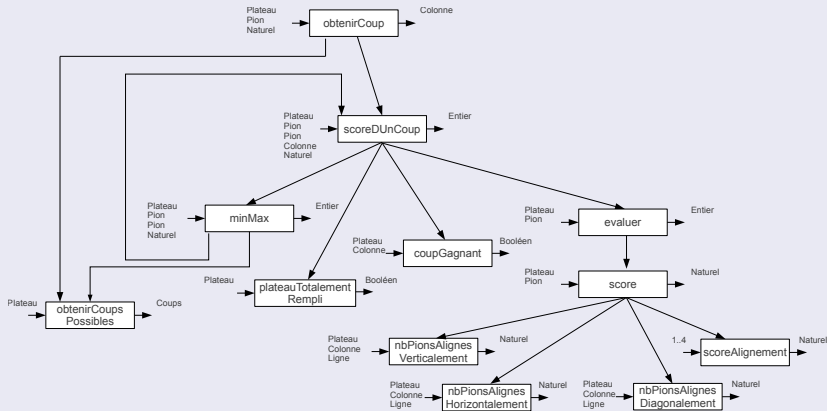 Plateau
Pion
Naturel
obtenirCoup
Colonne
Plateau
Pion
Pion
Colonne
Naturel
scoreDUnCoup
Entier
Plateau
Pion
Pion
Naturel
minMax
Entier
Plateau
Pion
evaluer
Entier
Plateau
Colonne
coupGagnant
Booléen
Plateau
plateauTotalement
Rempli
Booléen
Plateau
Pion
score
Naturel
Plateau
obtenirCoups
Possibles
Coups
Plateau
Colonne
Ligne
nbPionsAlignes
Verticalement
Naturel
1..4
scoreAlignement
Naturel
Plateau
Colonne
Ligne
nbPionsAlignes
Horizontalement
Naturel
Plateau
Colonne
Ligne
nbPionsAlignes
Diagonalement
Naturel